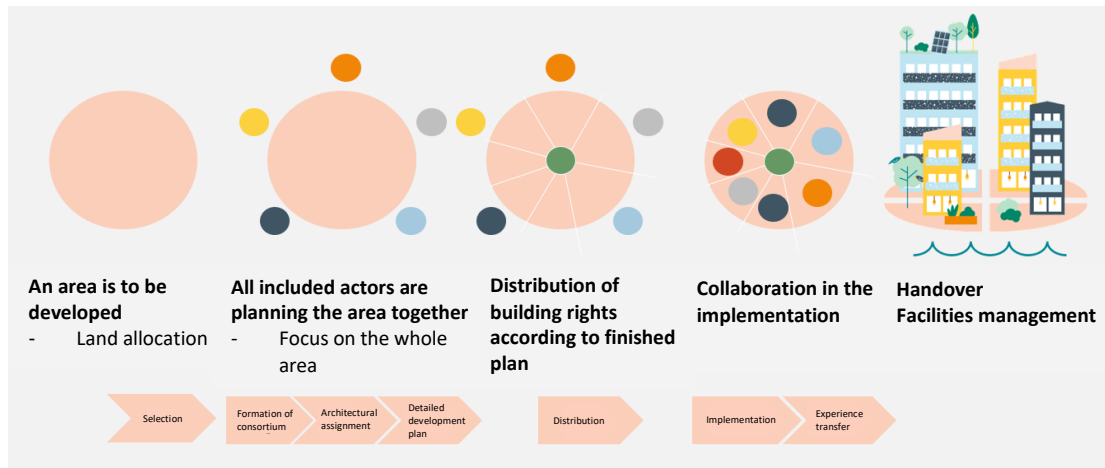 An area is to be
developed
- Land allocation
All included actors are
planning the area together
- Focus on the whole
area
Distribution of
building rights
according to finished
plan
Collaboration in the
implementation
Handover
Facilities management
Selection
Formation of
consortium
Architectural
assignment
Detailed
development
plan
Distribution
Implementation
Experience
transfer